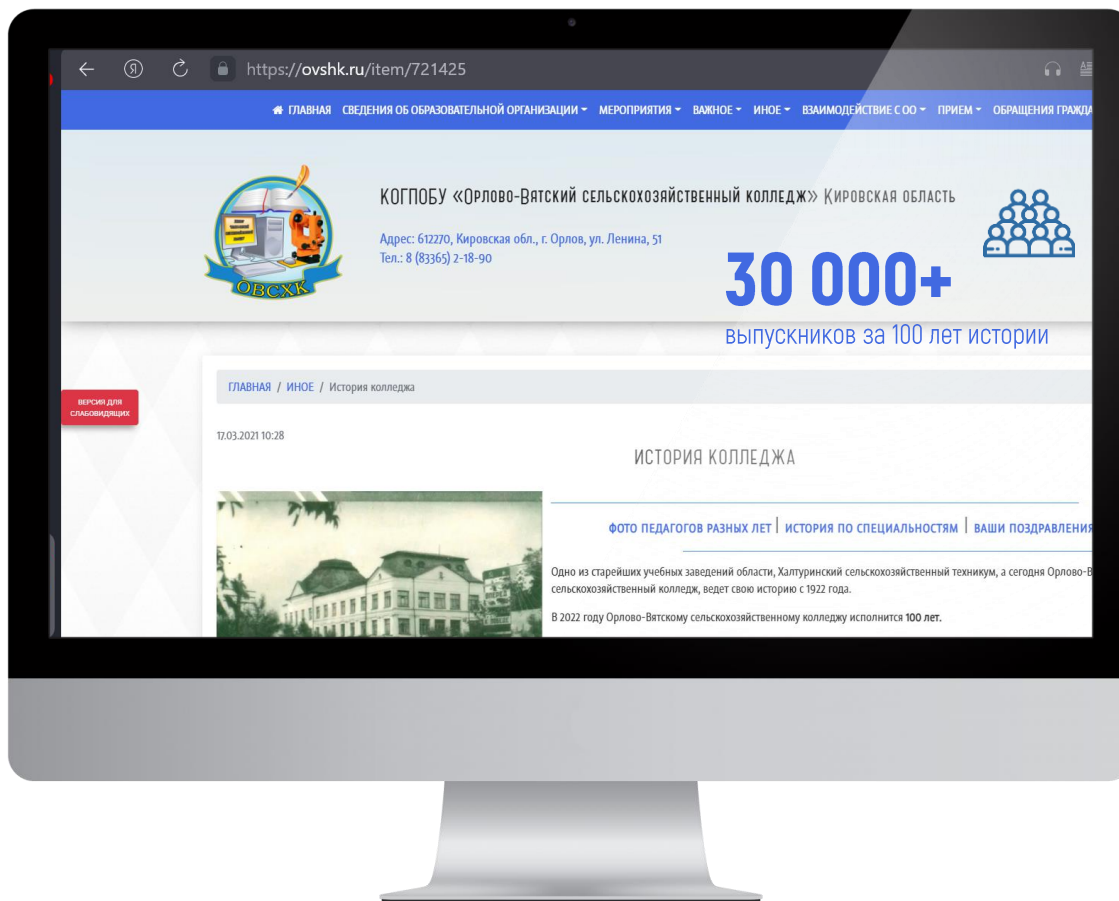 https://ovshk.ru/item/721425
ГЛАВНАЯ СВЕДЕНИЯ ОБ ОБРАЗОВАТЕЛЬНОЙ ОРГАНИЗАЦИИ МЕРОПРИЯТИЯ ВАЖНОЕ ИНОЕ ВЗАИМОДЕЙСТВИЕ С ОО ПРИЕМ ОБРАЩЕНИЯ ГРАЖДА
КОГПОБУ «Орлово-Вятский сельскохозяйственный колледж» Кировская область
Адрес: 612270, Кировская обл., г. Орлов, ул. Ленина, 51
Тел.: 8 (83365) 2-18-90
ОВСХК
30 000+
выпускников за 100 лет истории
ГЛАВНАЯ / ИНОЕ / История колледжа
ВЕРСИЯ ДЛЯ
СЛАБОВИДЯЩИХ
17.03.2021 10:28
ИСТОРИЯ КОЛЛЕДЖА
ФОТО ПЕДАГОГОВ РАЗНЫХ ЛЕТ | ИСТОРИЯ ПО СПЕЦИАЛЬНОСТЯМ | ВАШИ ПОЗДРАВЛЕНИЯ
Одно из старейших учебных заведений области, Халтуринский сельскохозяйственный техникум, а сегодня Орлово-В
сельскохозяйственный колледж, ведет свою историю с 1922 года.
В 2022 году Орлово-Вятскому сельскохозяйственному колледжу исполнится 100 лет.